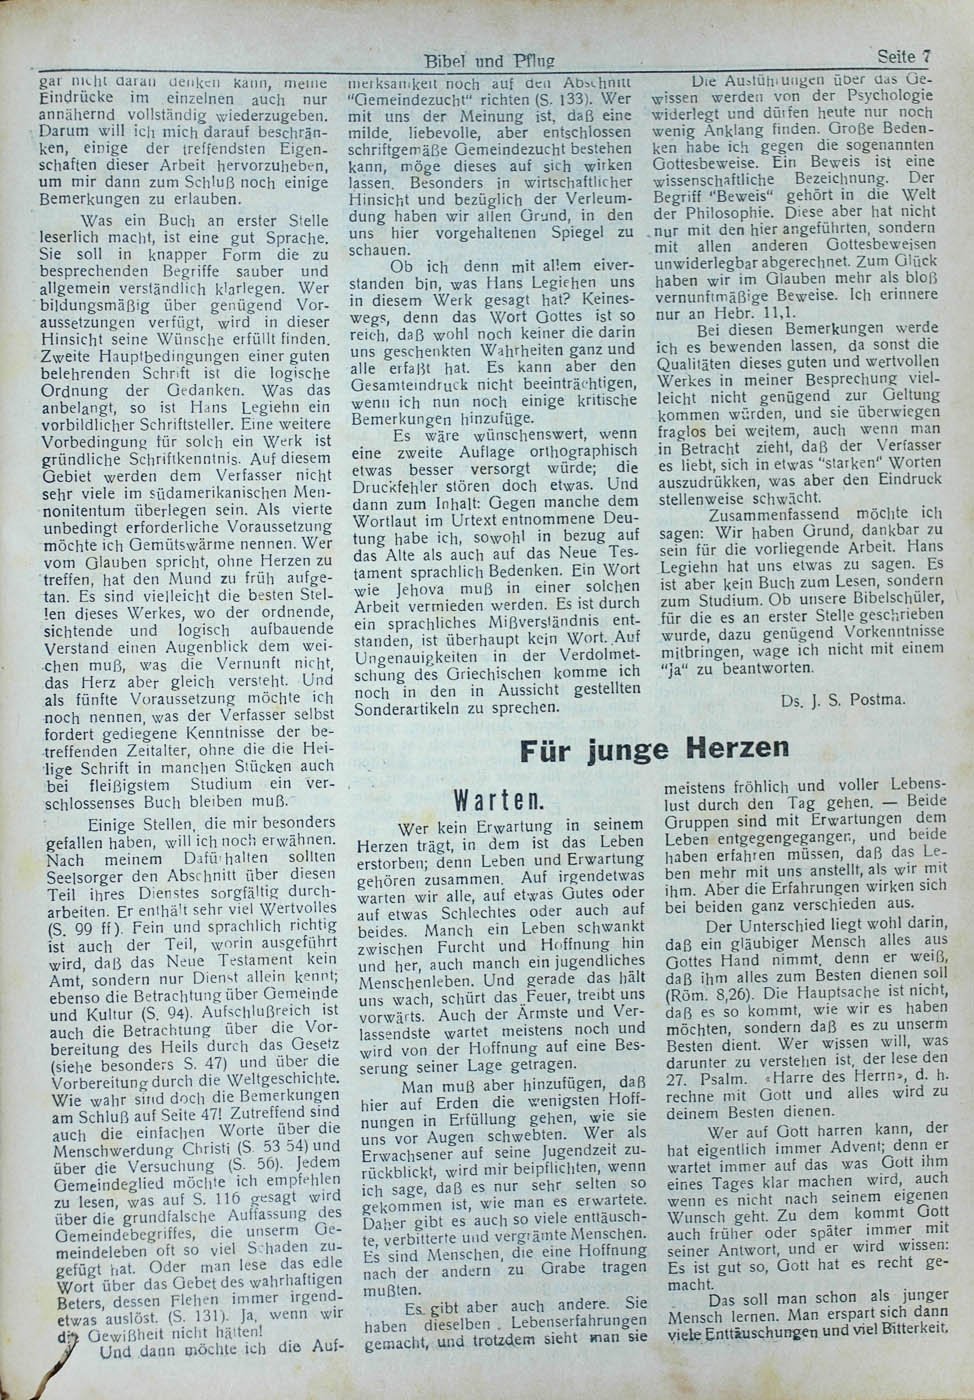 Bibel und Pflug
Seite 7
gar nicht daran denken kann, meine
Eindrücke im einzelnen auch nur
annähernd vollständig wiederzugeben.
Darum will ich mich darauf beschrän-
ken, einige der treffendsten Eigen-
schaften dieser Arbeit hervorzuheben,
um mir dann zum Schluß noch einige
Bemerkungen zu erlauben.
Was ein Buch an erster Stelle
leserlich macht, ist eine gut Sprache.
Sie soll in knapper Form die zu
besprechenden Begriffe sauber und
allgemein verständlich klarlegen. Wer
bildungsmäßig über genügend Vor-
aussetzungen verfügt, wird in dieser
Hinsicht seine Wünsche erfüllt finden.
Zweite Hauptbedingungen einer guten
belehrenden Schrift ist die logische
Ordnung der Gedanken. Was das
anbelangt, so ist Hans Legiehn ein
vorbildlicher Schriftsteller. Eine weitere
Vorbedingung für solch ein Werk ist
gründliche Schriftkenntnis. Auf diesem
Gebiet werden dem Verfasser nicht
sehr viele im südamerikanischen Men-
nonitentum überlegen sein. Als vierte
unbedingt erforderliche Voraussetzung
möchte ich Gemütswärme nennen. Wer
vom Glauben spricht, ohne Herzen zu
treffen, hat den Mund zu früh aufge-
tan. Es sind vielleicht die besten Stel-
len dieses Werkes, wo der ordnende,
sichtende und logisch aufbauende
Verstand einen Augenblick dem wei-
chen muß, was die Vernunft nicht,
das Herz aber gleich versteht. Und
als fünfte Voraussetzung möchte ich
noch nennen, was der Verfasser selbst
fordert gediegene Kenntnisse der be-
treffenden Zeitalter, ohne die die Hei-
lige Schrift in manchen Stücken auch
bei fleißigstem Studium ein ver-
schlossenses Buch bleiben muß.
Einige Stellen, die mir besonders
gefallen haben, will ich noch erwähnen.
Nach meinem Dafürhalten sollten
Seelsorger den Abschnitt über diesen
Teil ihres Dienstes sorgfältig durch-
arbeiten. Er enthält sehr viel Wertvolles
(S. 99 ff). Fein und sprachlich richtig
ist auch der Teil, worin ausgeführt
wird, daß das Neue Testament kein
Amt, sondern nur Dienst allein kennt;
ebenso die Betrachtung über Gemeinde
und Kultur (S. 94). Aufschlußreich ist
auch die Betrachtung über die Vor-
bereitung des Heils durch das Gesetz
(siehe besonders S. 47) und über die
Vorbereitung durch die Weltgeschichte.
Wie wahr sind doch die Bemerkungen
am Schluß auf Seite 47! Zutreffend sind
auch die einfachen Worte über die
Menschwerdung Christi (S. 53 54) und
über die Versuchung (S. 56). Jedem
Gemeindeglied möchte ich empfehlen
zu lesen, was auf S. 116 gesagt wird
über die grundfalsche Auffassung des
Gemeindebegriffes, die unserm Ge-
meindeleben oft so viel Schaden zu-
gefügt hat. Oder man lese das edle
Wort über das Gebet des wahrhaftigen
Beters, dessen Flehen immer irgend-
etwas auslöst. (S. 131). Ja, wenn wir
die Gewißheit nicht hätten!
Und dann möchte ich die Auf-
merksamkeit noch auf den Abschnitt
"Gemeindezucht" richten (S. 133). Wer
mit uns der Meinung ist, daß eine
milde, liebevolle, aber entschlossen
schriftgemäße Gemeindezucht bestehen
kann, möge dieses auf sich wirken
lassen. Besonders in wirtschaftlicher
Hinsicht und bezüglich der Verleum-
dung haben wir allen Grund, in den
uns hier vorgehaltenen Spiegel zu
schauen.
Ob ich denn mit allem einver-
standen bin, was Hans Legiehen uns
in diesem Werk gesagt hat? Keines-
wegs, denn das Wort Gottes ist so
reich, daß wohl noch keiner die darin
uns geschenkten Wahrheiten ganz und
alle erfaßt hat. Es kann aber den
Gesamteindruck nicht beeinträchtigen,
wenn ich nun noch einige kritische
Bemerkungen hinzufüge.
Es wäre wünschenswert, wenn
eine zweite Auflage orthographisch
etwas besser versorgt würde; die
Druckfehler stören doch etwas. Und
dann zum Inhalt: Gegen manche dem
Wortlaut im Urtext entnommene Deu-
tung habe ich, sowohl in bezug auf
das Alte als auch auf das Neue Tes-
tament sprachlich Bedenken. Ein Wort
wie Jehova muß in einer solchen
Arbeit vermieden werden. Es ist durch
ein sprachliches Mißverständnis ent-
standen, ist überhaupt kein Wort. Auf
Ungenauigkeiten in der Verdolmet-
schung des Griechischen komme ich
noch in den in Aussicht gestellten
Sonderartikeln zu sprechen.
Die Ausführungen über das Ge-
wissen werden von der Psychologie
widerlegt und dürfen heute nur noch
wenig Anklang finden. Große Beden-
ken habe ich gegen die sogenannten
Gottesbeweise. Ein Beweis ist eine
wissenschaftliche Bezeichnung. Der
Begriff "Beweis" gehört in die Welt
der Philosophie. Diese aber hat nicht
nur mit den hier angeführten, sondern
mit allen anderen Gottesbeweisen
unwiderlegbar abgerechnet. Zum Glück
haben wir im Glauben mehr als bloß
vernunftmäßige Beweise. Ich erinnere
nur an Hebr. 11,1.
Bei diesen Bemerkungen werde
ich es bewenden lassen, da sonst die
Qualitäten dieses guten und wertvollen
Werkes in meiner Besprechung viel-
leicht nicht genügend zur Geltung
kommen würden, und sie überwiegen
fraglos bei weitem, auch wenn man
in Betracht zieht, daß der Verfasser
es liebt, sich in etwas "starken" Worten
auszudrükken, was aber den Eindruck
stellenweise schwächt.
Zusammenfassend möchte ich
sagen: Wir haben Grund, dankbar zu
sein für die vorliegende Arbeit. Hans
Legiehn hat uns etwas zu sagen. Es
ist aber kein Buch zum Lesen, sondern
zum Studium. Ob unsere Bibelschüler,
für die es an erster Stelle geschrieben
wurde, dazu genügend Vorkenntnisse
mitbringen, wage ich nicht mit einem
"ja" zu beantworten.
Ds. J. S. Postma.
Für junge Herzen
Warten.
Wer kein Erwartung in seinem
Herzen trägt, in dem ist das Leben
erstorben; denn Leben und Erwartung
gehören zusammen. Auf irgendetwas
warten wir alle, auf etwas Gutes oder
auf etwas Schlechtes oder auch auf
beides. Manch ein Leben schwankt
zwischen Furcht und Hoffnung hin
und her, auch manch ein jugendliches
Menschenleben. Und gerade das hält
uns wach, schürt das Feuer, treibt uns
vorwärts. Auch der Ärmste und Ver-
lassendste wartet meistens noch und
wird von der Hoffnung auf eine Bes-
serung seiner Lage getragen.
Man muß aber hinzufügen, daß
hier auf Erden die wenigsten Hoff-
nungen in Erfüllung gehen, wie sie
uns vor Augen schwebten. Wer als
Erwachsener auf seine Jugendzeit zu-
rückblickt, wird mir beipflichten, wenn
ich sage, daß es nur sehr selten so
gekommen ist, wie man es erwartete.
Daher gibt es auch so viele enttäusch-
te, verbitterte und vergrämte Menschen.
Es sind Menschen, die eine Hoffnung
nach der andern zu Grabe tragen
mußten.
Es gibt aber auch andere. Sie
haben dieselben Lebenserfahrungen
gemacht, und trotzdem sieht man sie
meistens fröhlich und voller Lebens-
lust durch den Tag gehen. — Beide
Gruppen sind mit Erwartungen dem
Leben entgegengegangen, und beide
haben erfahren müssen, daß das Le-
ben mehr mit uns anstellt, als wir mit
ihm. Aber die Erfahrungen wirken sich
bei beiden ganz verschieden aus.
Der Unterschied liegt wohl darin,
daß ein gläubiger Mensch alles aus
Gottes Hand nimmt, denn er weiß,
daß ihm alles zum Besten dienen soll
(Röm. 8,26). Die Hauptsache ist nicht,
daß es so kommt, wie wir es haben
möchten, sondern daß es zu unserm
Besten dient. Wer wissen will, was
darunter zu verstehen ist, der lese den
27. Psalm. «Harre des Herrn», d. h.
rechne mit Gott und alles wird zu
deinem Besten dienen.
Wer auf Gott harren kann, der
hat eigentlich immer Advent; denn er
wartet immer auf das was Gott ihm
eines Tages klar machen wird, auch
wenn es nicht nach seinem eigenen
Wunsch geht. Zu dem kommt Gott
auch früher oder später immer mit
seiner Antwort, und er wird wissen:
Es ist gut so, Gott hat es recht ge-
macht.
Das soll man schon als junger
Mensch lernen. Man erspart sich dann
viele Enttäuschungen und viel Bitterkeit.